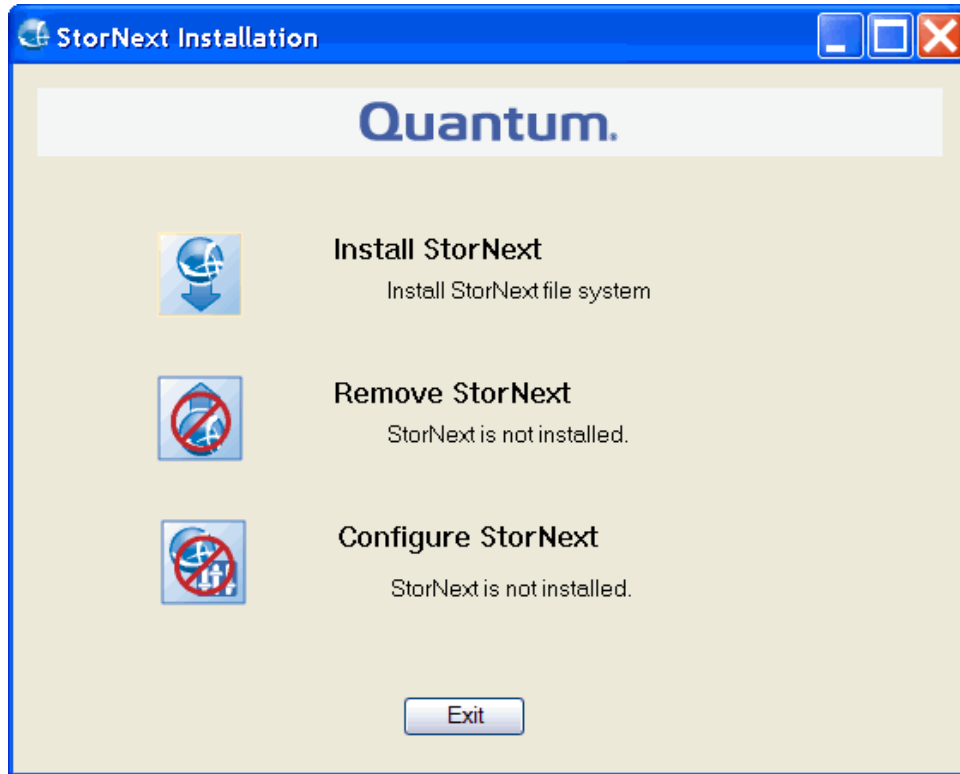 StorNext Installation
Quantum.
Install StorNext
Install StorNext file system
Remove StorNext
StorNext is not installed.
Configure StorNext
StorNext is not installed.
Exit